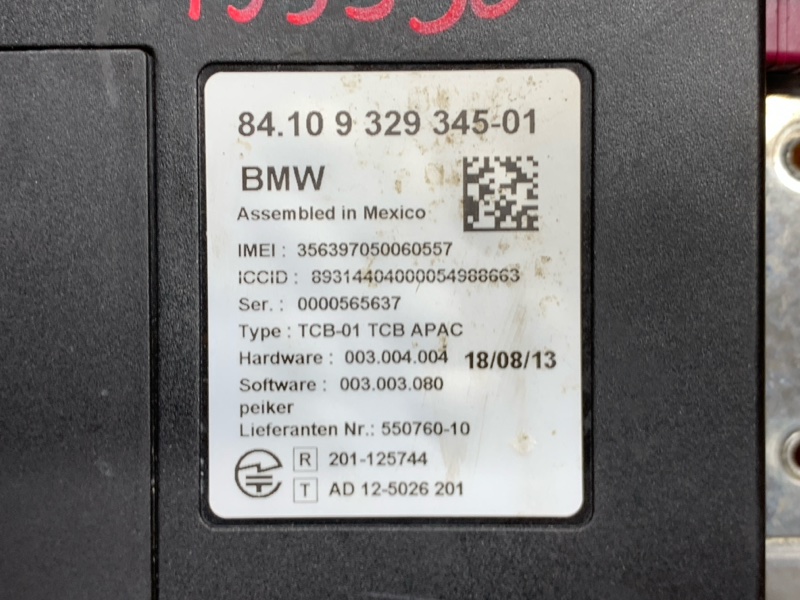 84.10 9 329 345-01
BMW
Assembled in Mexico
IMEI : 356397050060557
ICCID : 89314404000054988663
Ser. : 0000565637
Type : TCB-01 TCB APAC
Hardware : 003.004.004 18/08/13
Software : 003.003.080
peiker
Lieferanten Nr.: 550760-10
R 201-125744
T AD 12-5026 201